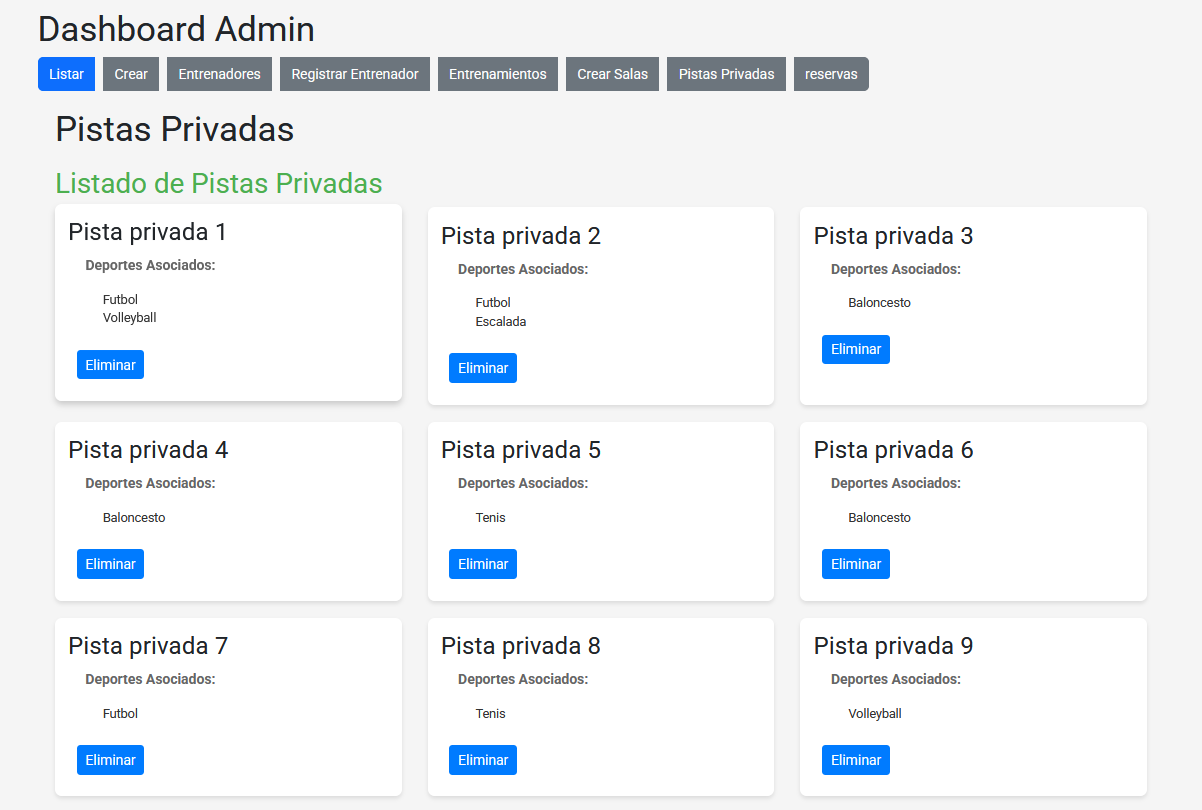 Dashboard Admin
Listar Crear Entrenadores Registrar Entrenador Entrenamientos Crear Salas Pistas Privadas reservas
Pistas Privadas
Listado de Pistas Privadas
Pista privada 1
Deportes Asociados:
Futbol
Volleyball
Eliminar
Pista privada 2
Deportes Asociados:
Futbol
Escalada
Eliminar
Pista privada 3
Deportes Asociados:
Baloncesto
Eliminar
Pista privada 4
Deportes Asociados:
Baloncesto
Eliminar
Pista privada 5
Deportes Asociados:
Tenis
Eliminar
Pista privada 6
Deportes Asociados:
Baloncesto
Eliminar
Pista privada 7
Deportes Asociados:
Futbol
Eliminar
Pista privada 8
Deportes Asociados:
Tenis
Eliminar
Pista privada 9
Deportes Asociados:
Volleyball
Eliminar